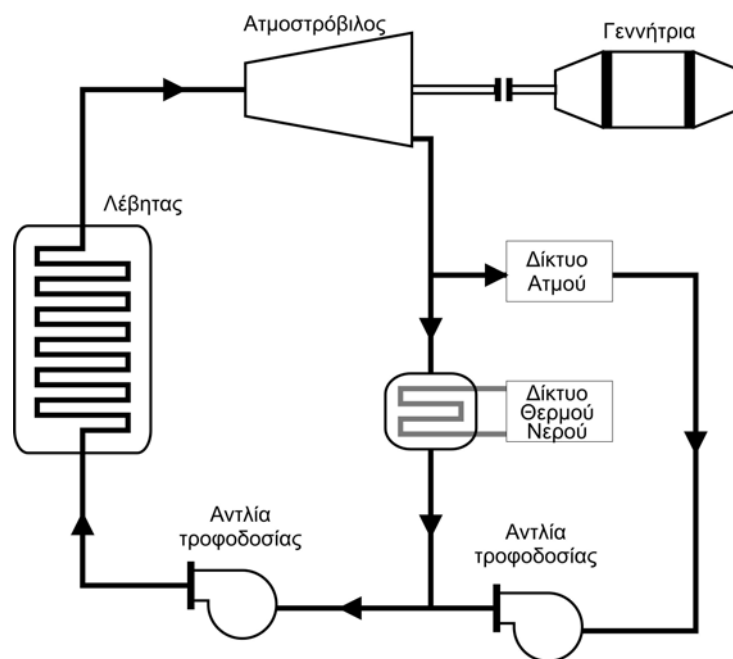 Ατμοστρόβιλος
Γεννήτρια
Λέβητας
Δίκτυο
Ατμού
Δίκτυο
Θερμού
Νερού
Αντλία
τροφοδοσίας
Αντλία
τροφοδοσίας